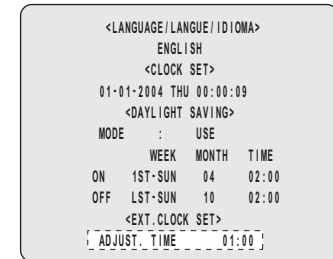 <LANGUAGE/LANGUE/IDIOMA>
ENGLISH
<CLOCK SET>
01-01-2004 THU 00:00:09
<DAYLIGHT SAVING>
MODE : USE
WEEK MONTH TIME
ON 1ST-SUN 04 02:00
OFF LST-SUN 10 02:00
<EXT.CLOCK SET>
ADJUST. TIME 01:00